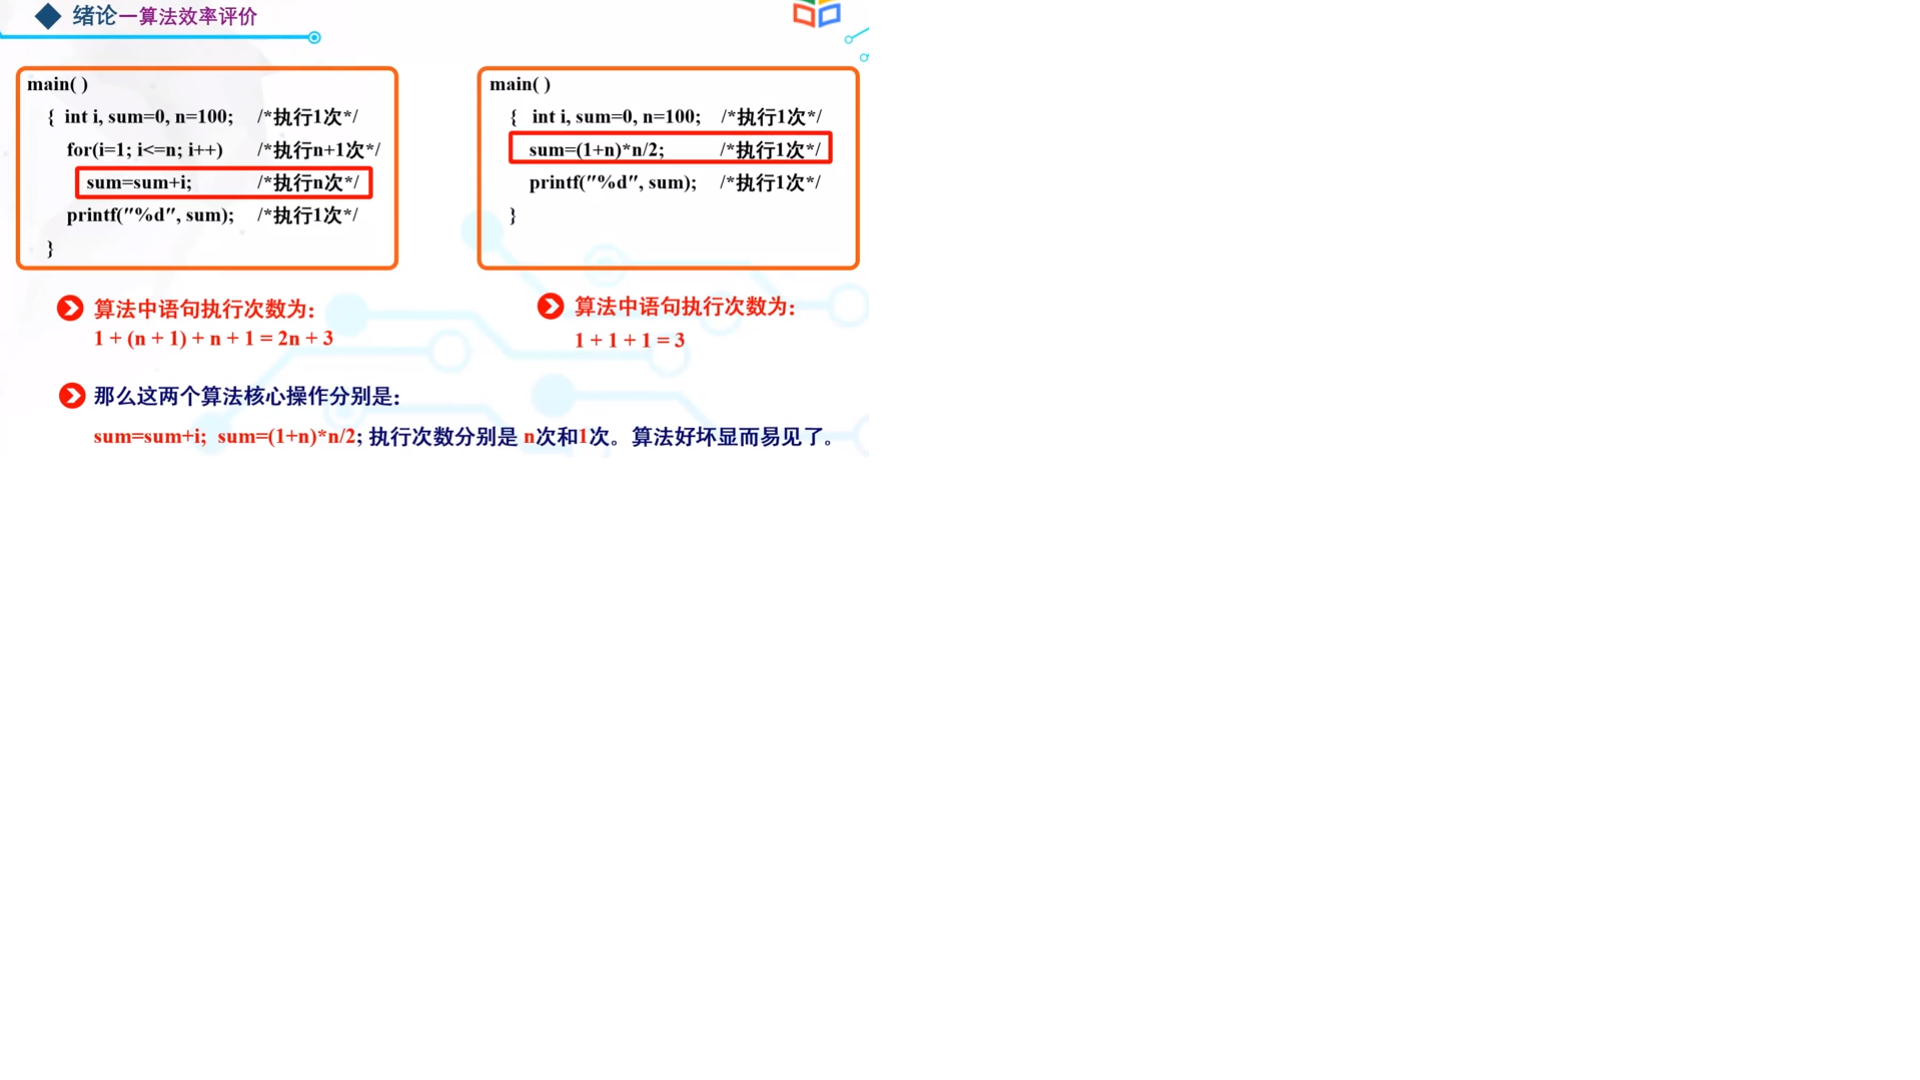 绪论—算法效率评价
main( )
{ int i, sum=0, n=100; /*执行1次*/
for(i=1; i<=n; i++) /*执行n+1次*/
sum=sum+i; /*执行n次*/
printf("%d", sum); /*执行1次*/
}
main( )
{ int i, sum=0, n=100; /*执行1次*/
sum=(1+n)*n/2; /*执行1次*/
printf("%d", sum); /*执行1次*/
}
算法中语句执行次数为:
1 + (n + 1) + n + 1 = 2n + 3
算法中语句执行次数为:
1 + 1 + 1 = 3
那么这两个算法核心操作分别是:
sum=sum+i; sum=(1+n)*n/2; 执行次数分别是 n次和1次。算法好坏显而易见了。